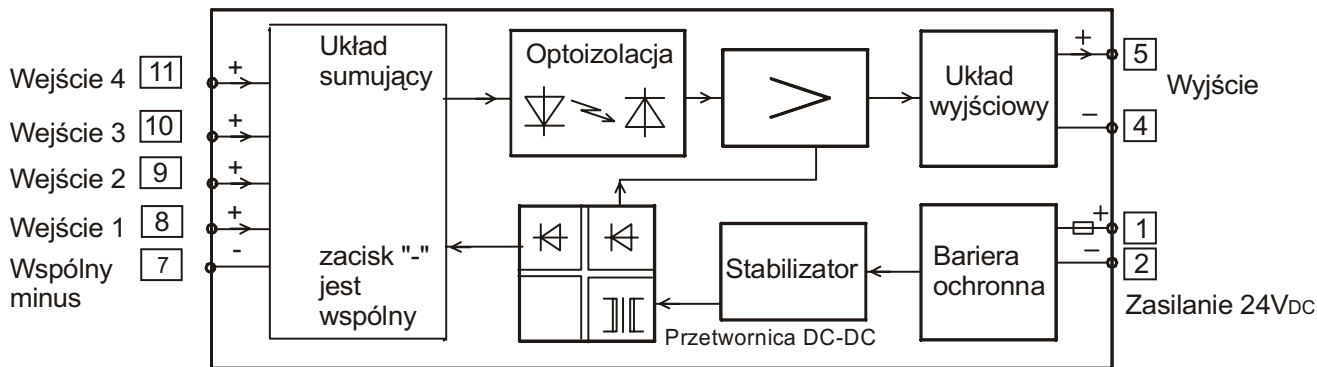 Wejście 4 11 +
Wejście 3 10 +
Wejście 2 9 +
Wejście 1 8 +
Wspólny
minus
7 -
Układ
sumujący
zacisk "-"
jest
wspólny
Optoizolacja
Układ
wyjściowy
+ 5
Wyjście
– 4
Przetwornica DC-DC
Stabilizator
Bariera
ochronna
+ 1
– 2
Zasilanie 24VDC